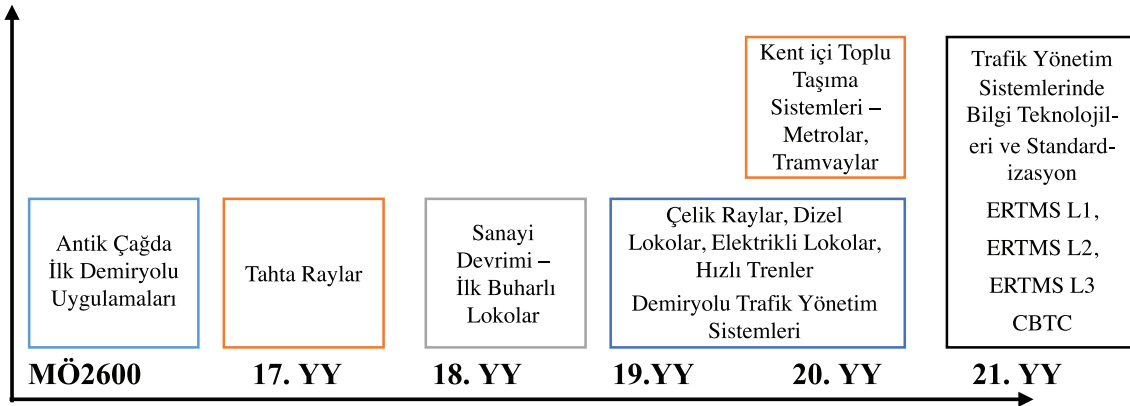 Antik Çağda
İlk Demiryolu
Uygulamaları
Tahta Raylar
Sanayi
Devrimi –
İlk Buharlı
Lokolar
Çelik Raylar, Dizel
Lokolar, Elektrikli Lokolar,
Hızlı Trenler
Demiryolu Trafik Yönetim
Sistemleri
Kent içi Toplu
Taşıma
Sistemleri –
Metrolar,
Tramvaylar
Trafik Yönetim
Sistemlerinde
Bilgi Teknolojil-
eri ve Standard-
izasyon
ERTMS L1,
ERTMS L2,
ERTMS L3
CBTC
MÖ2600
17. YY
18. YY
19.YY
20. YY
21. YY